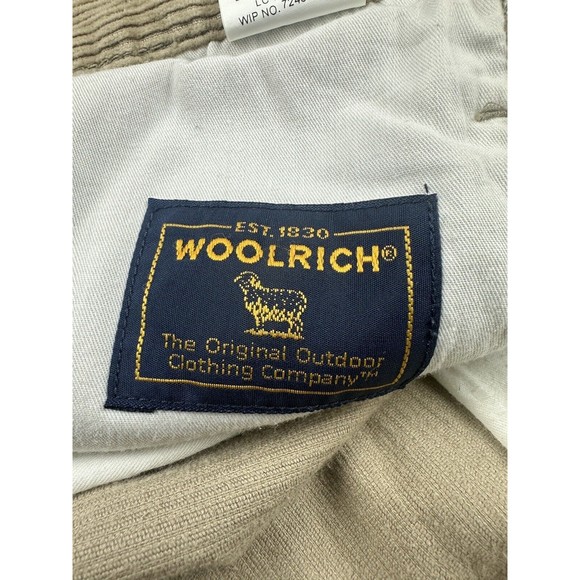 WIP NO.
EST. 1830
WOOLRICH®
The Original Outdoor
Clothing Company™